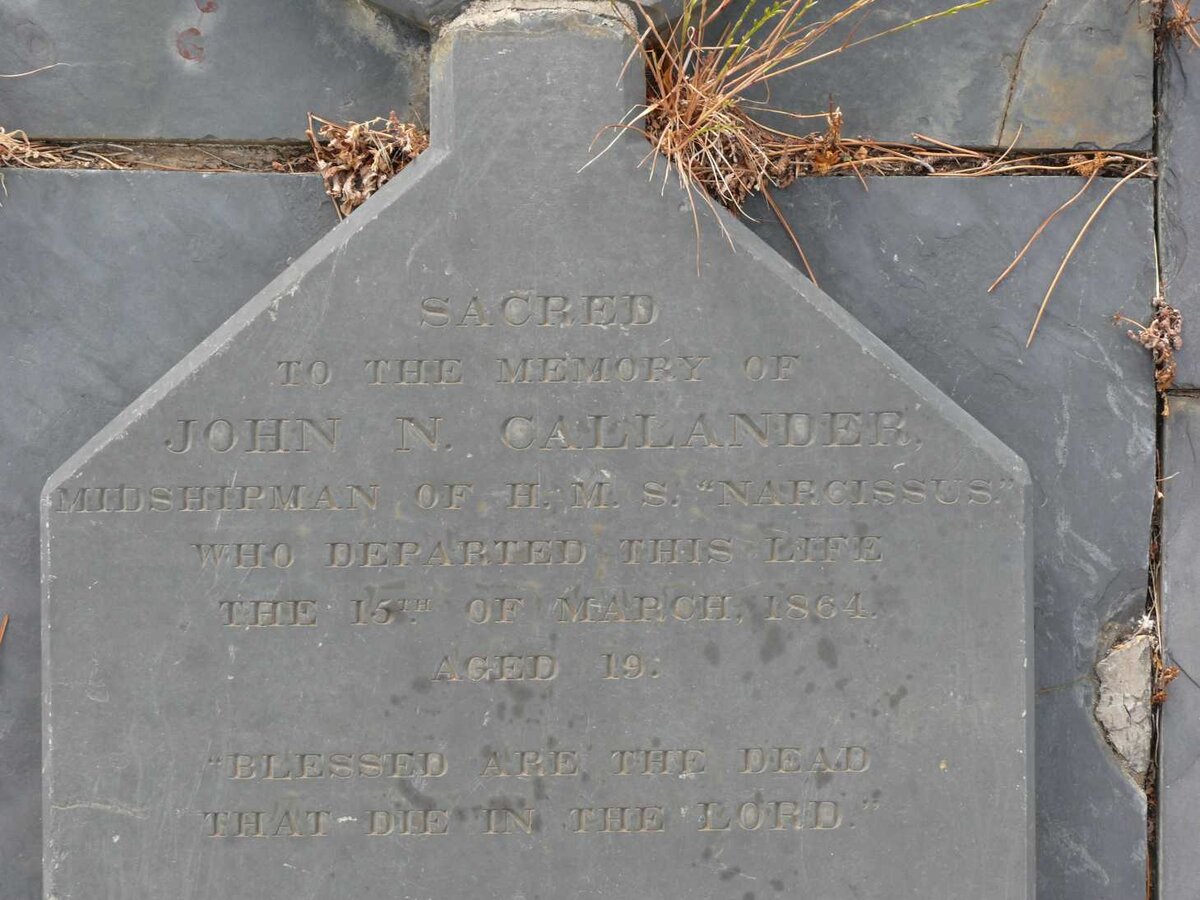 SACRED
TO THE MEMORY OF
JOHN N. CALLANDER,
MIDSHIPMAN OF H. M. S. "NARCISSUS."
WHO DEPARTED THIS LIFE
THE 15TH OF MARCH, 1864.
AGED 19.
"BLESSED ARE THE DEAD
THAT DIE IN THE LORD."